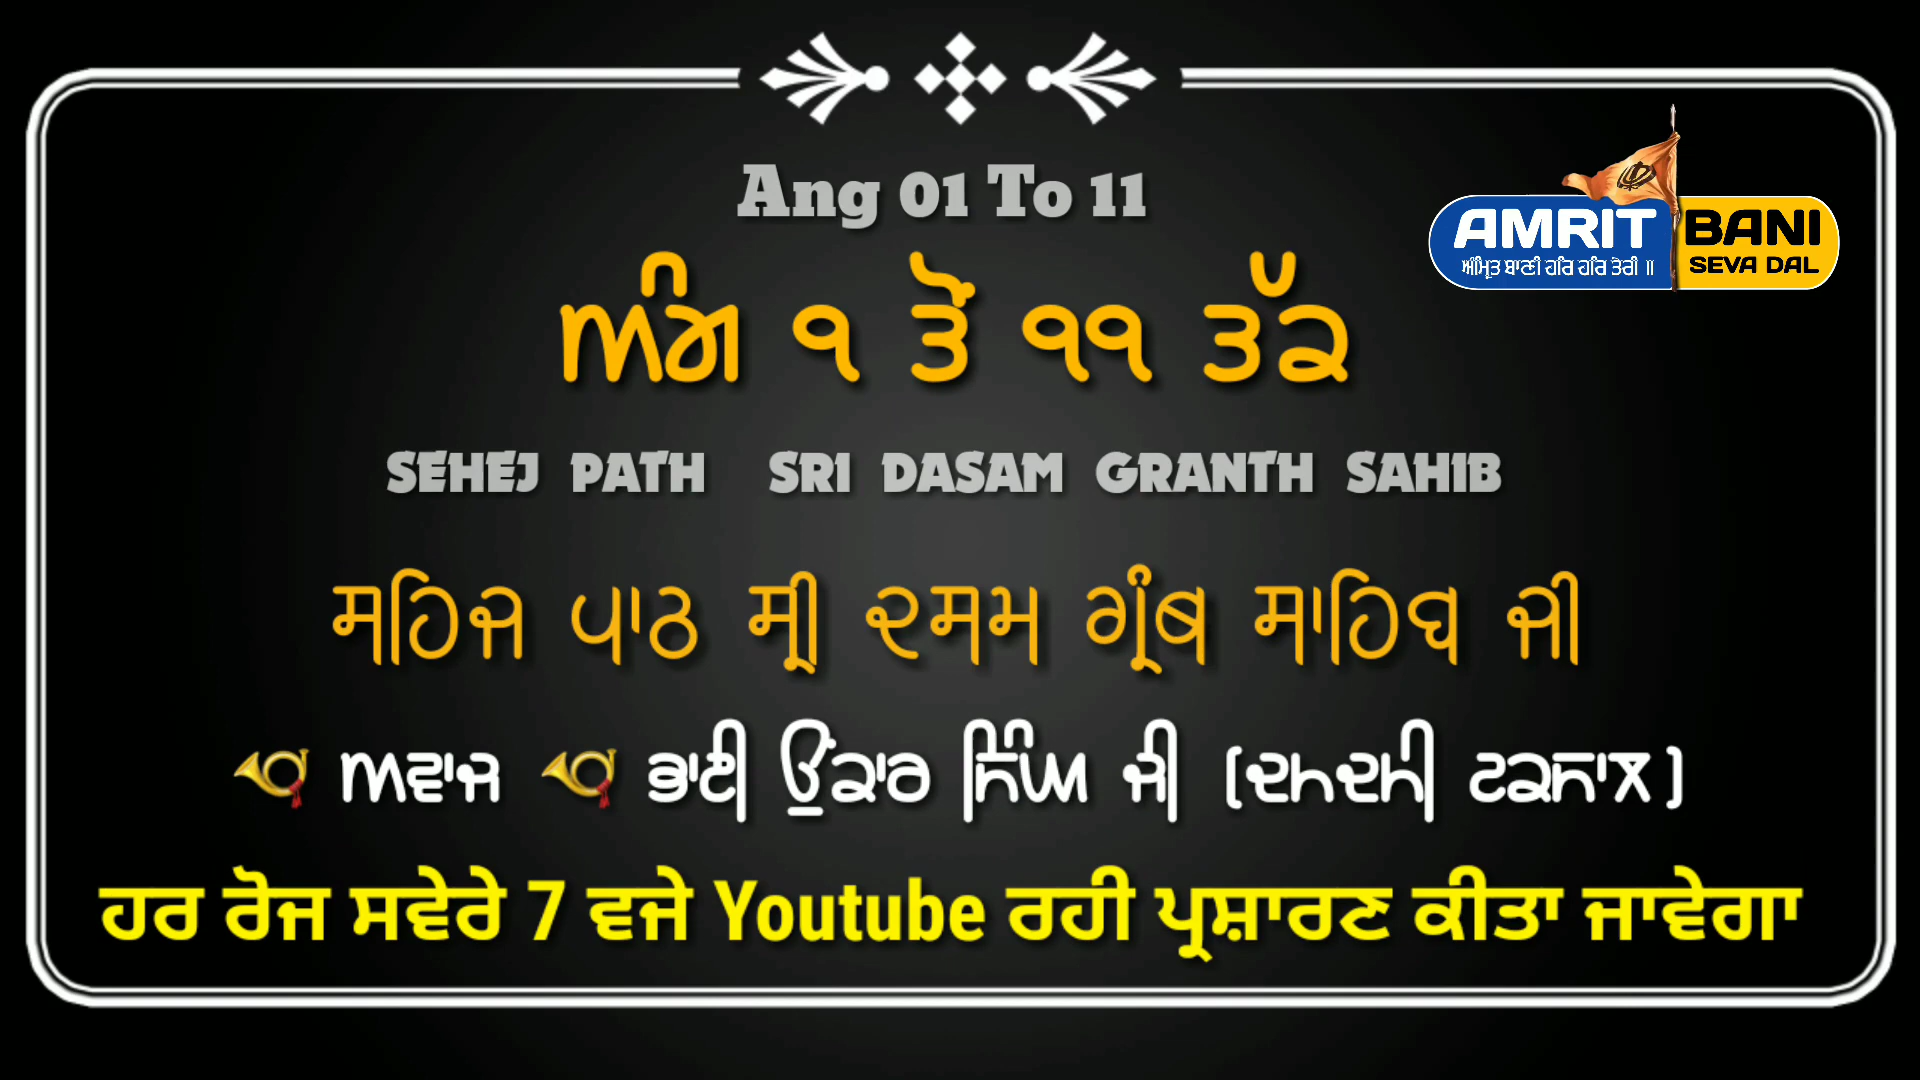 Ang 01 To 11
AMRIT BANI
SEVA DAL
ਅੰਮ੍ਰਿਤ ਬਾਣੀ ਹਰਿ ਹਰਿ ਤੇਰੀ ॥
ਅੰਗ ੧ ਤੋਂ ੧੧ ਤੱਕ
SEHEJ PATH SRI DASAM GRANTH SAHIB
ਸਹਿਜ ਪਾਠ ਸ੍ਰੀ ਦਸਮ ਗ੍ਰੰਥ ਸਾਹਿਬ ਜੀ
ਅਵਾਜ ਭਾਈ ਓੁਂਕਾਰ ਸਿੰਘ ਜੀ (ਦਮਦਮੀ ਟਕਸਾਲ)
ਹਰ ਰੋਜ ਸਵੇਰੇ 7 ਵਜੇ Youtube ਰਹੀ ਪ੍ਰਸ਼ਾਰਣ ਕੀਤਾ ਜਾਵੇਗਾ